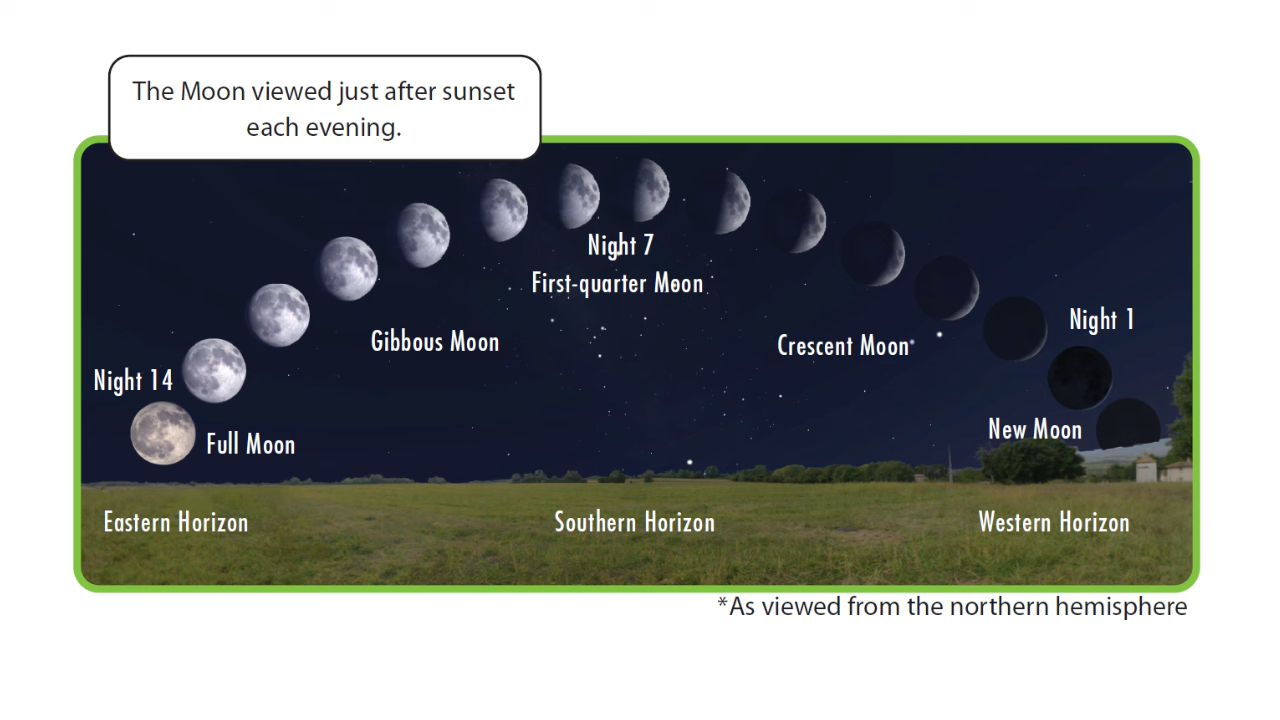 The Moon viewed just after sunset
each evening.
Night 7
First-quarter Moon
Night 1
Gibbous Moon
Crescent Moon
Night 14
New Moon
Full Moon
Eastern Horizon
Southern Horizon
Western Horizon
*As viewed from the northern hemisphere